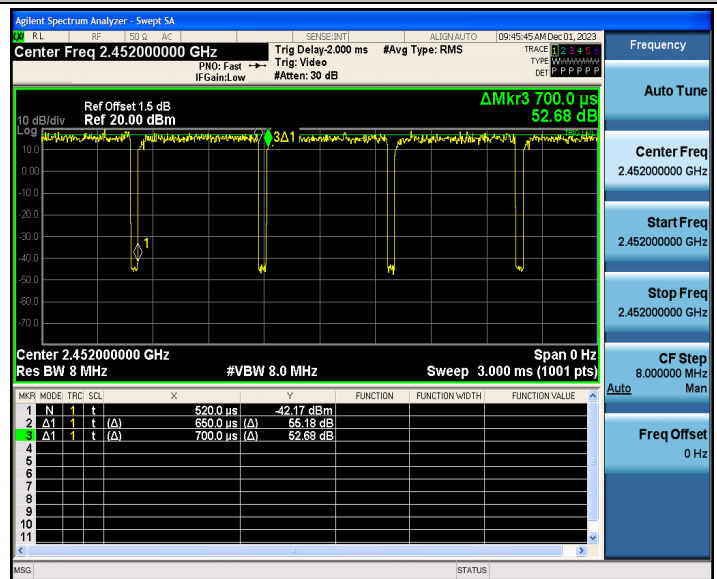 Agilent Spectrum Analyzer - Swept SA
LXI RL RF 50 Ω AC SENSE:INT ALIGNAUTO 09:45:45 AM Dec 01, 2023
Center Freq 2.452000000 GHz Trig Delay-2.000 ms #Avg Type: RMS TRACE 1 2 3 4 5 6
PNO: Fast Trig: Video TYPE WWWWWW
IFGain:Low #Atten: 30 dB DET P P P P P P
Frequency
Auto Tune
Center Freq
2.452000000 GHz
Start Freq
2.452000000 GHz
Stop Freq
2.452000000 GHz
CF Step
8.000000 MHz
Auto Man
Freq Offset
0 Hz
ΔMkr3 700.0 µs
52.68 dB
Ref Offset 1.5 dB
10 dB/div Ref 20.00 dBm
Log
3Δ1
10.0
0.00
-10.0
-20.0
-30.0
1
-40.0
-50.0
-60.0
-70.0
Center 2.452000000 GHz Span 0 Hz
Res BW 8 MHz #VBW 8.0 MHz Sweep 3.000 ms (1001 pts)
MKR MODE TRC SCL X Y FUNCTION FUNCTION WIDTH FUNCTION VALUE
1 N 1 t 520.0 µs -42.17 dBm
2 Δ1 1 t (Δ) 650.0 µs (Δ) 55.18 dB
3 Δ1 1 t (Δ) 700.0 µs (Δ) 52.68 dB
4
5
6
7
8
9
10
11
MSG STATUS